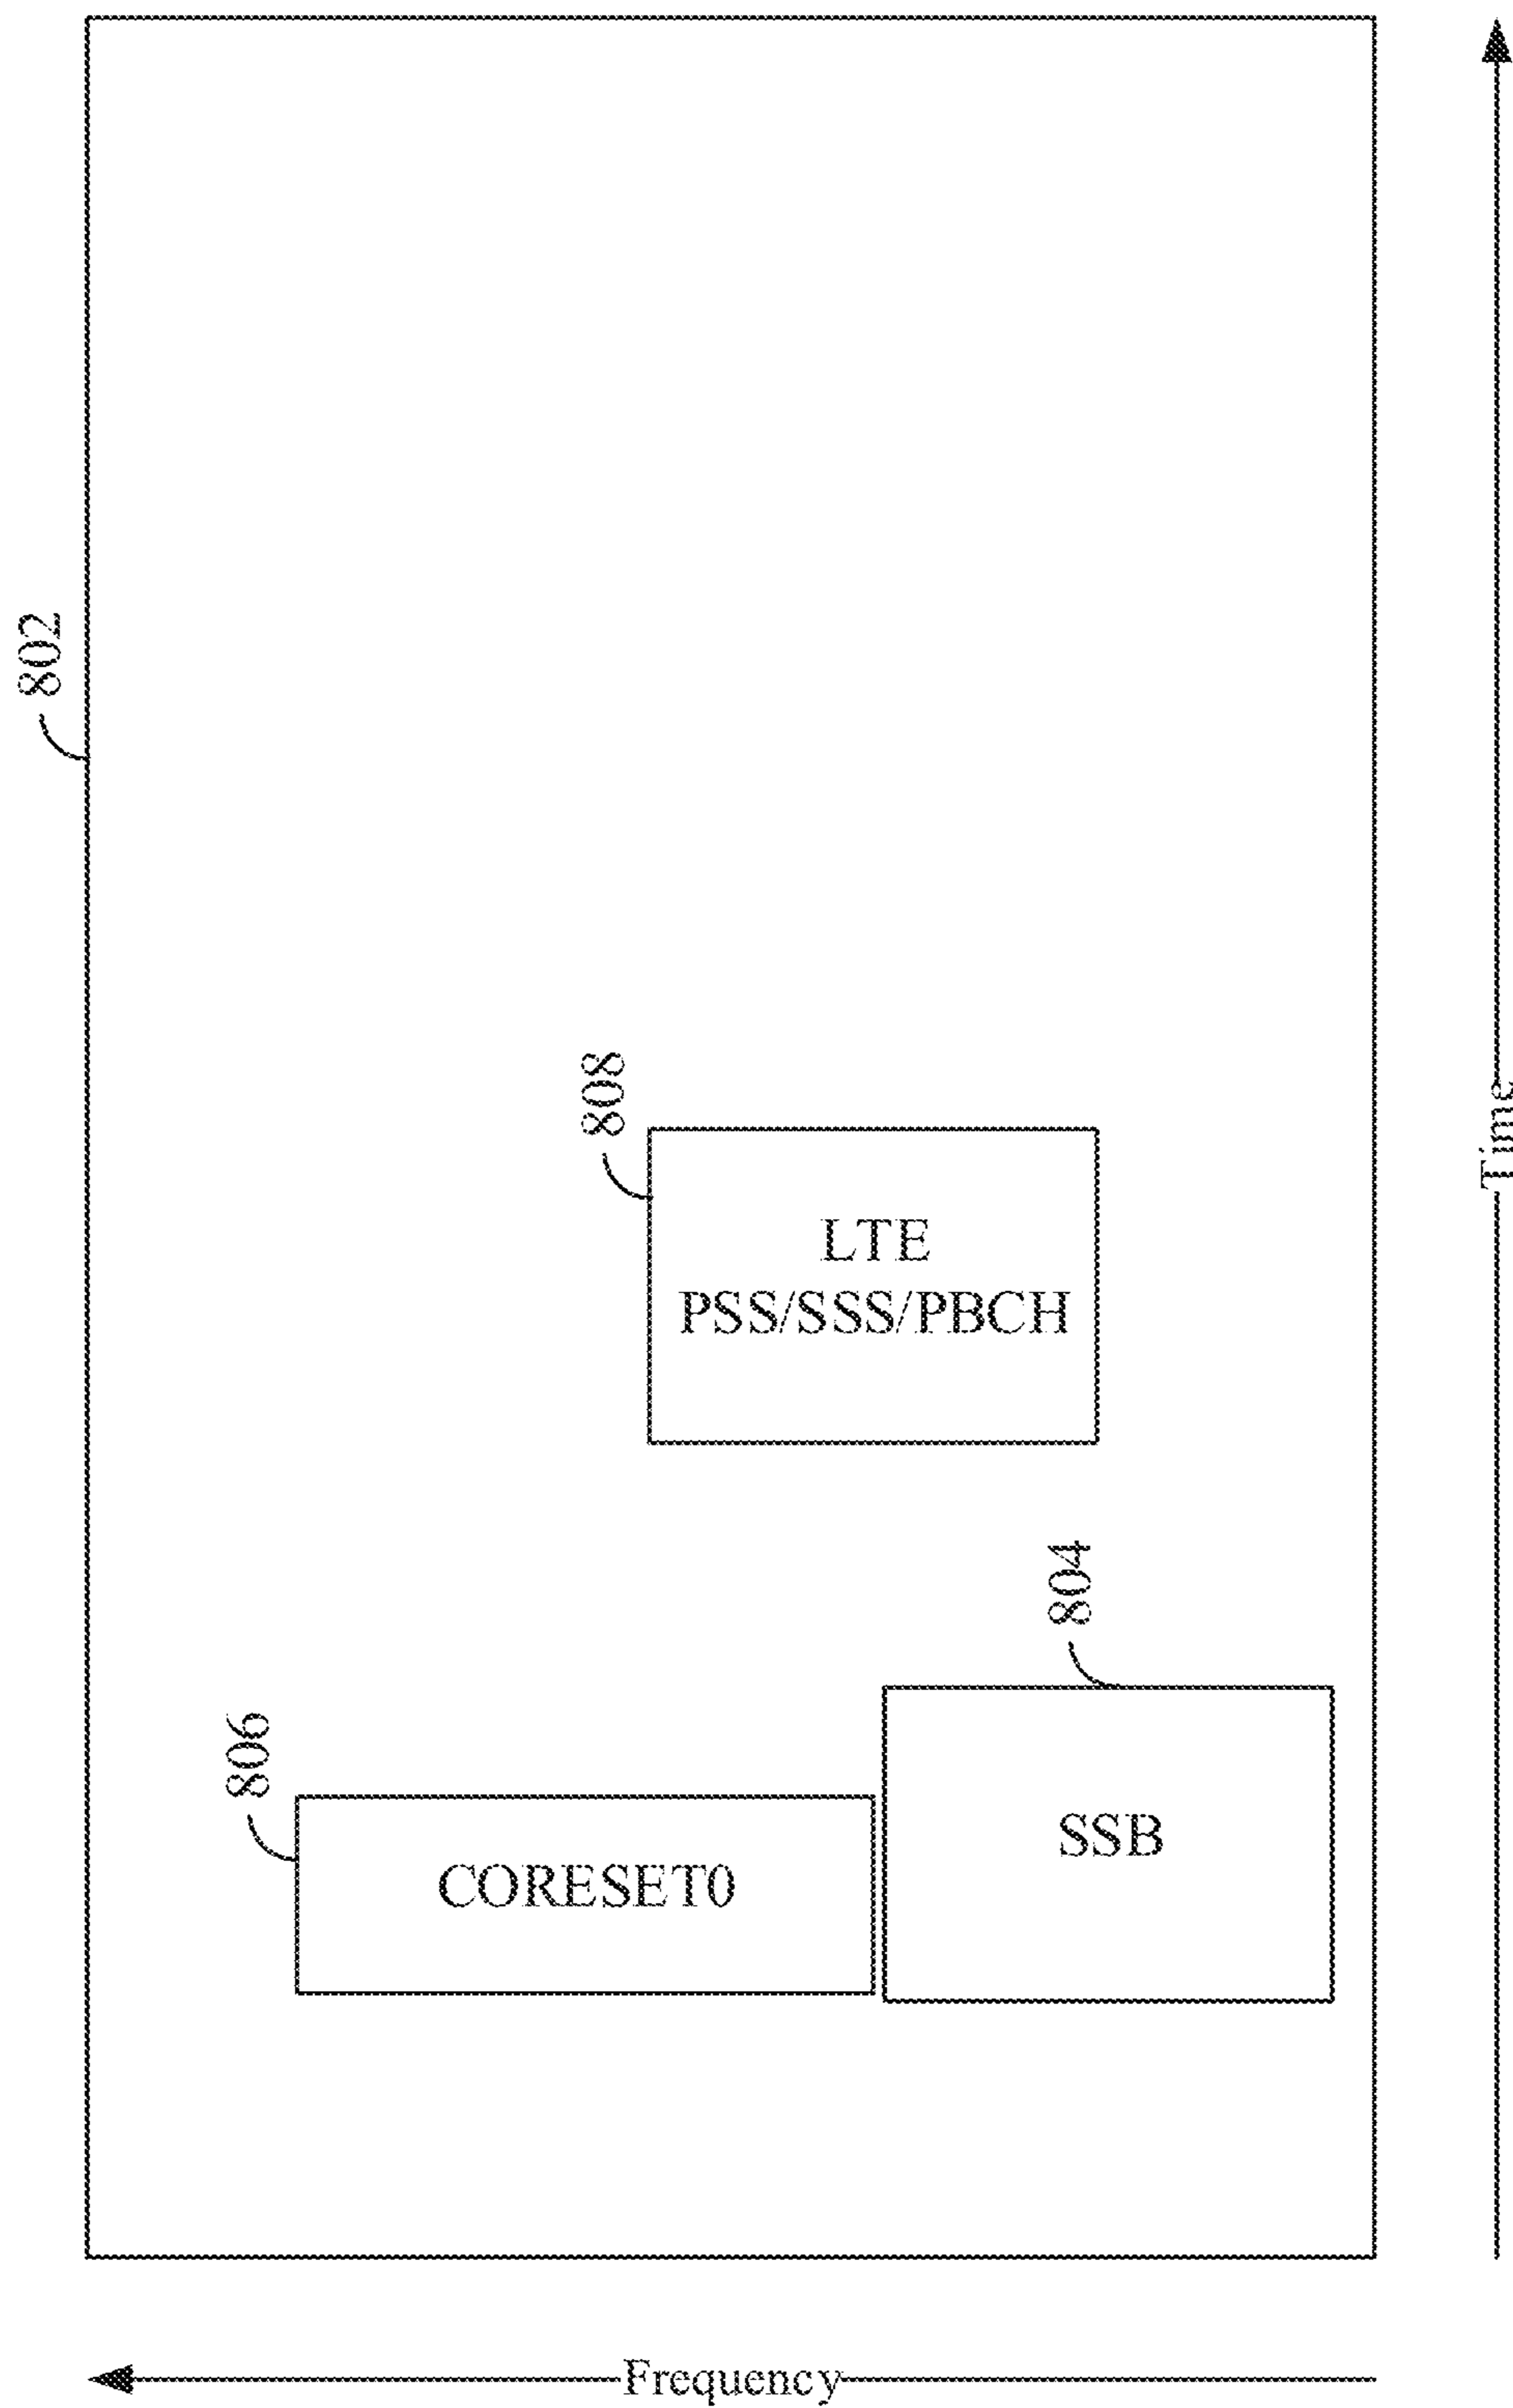 802
808
LTE
PSS/SSS/PBCH
804
806
SSB
CORESET0
Time
Frequency